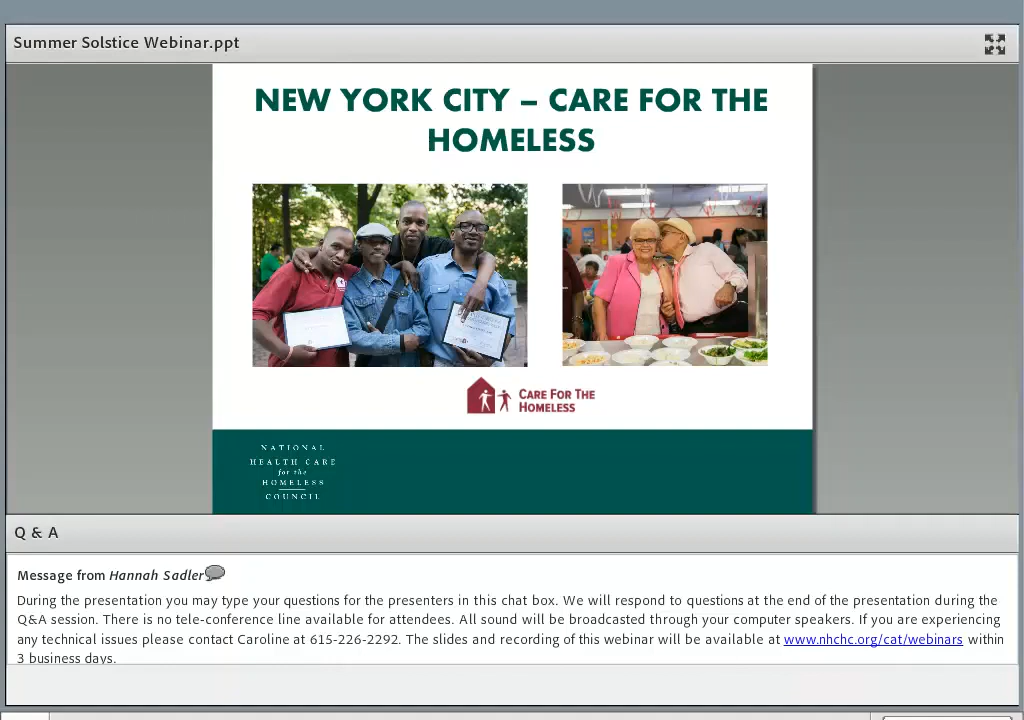 Summer Solstice Webinar.ppt
NEW YORK CITY – CARE FOR THE
HOMELESS
CARE FOR THE
HOMELESS
NATIONAL
HEALTH CARE
for the
HOMELESS
COUNCIL
Q & A
Message from Hannah Sadler
During the presentation you may type your questions for the presenters in this chat box. We will respond to questions at the end of the presentation during the
Q&A session. There is no tele-conference line available for attendees. All sound will be broadcasted through your computer speakers. If you are experiencing
any technical issues please contact Caroline at 615-226-2292. The slides and recording of this webinar will be available at www.nhchc.org/cat/webinars within
3 business days.